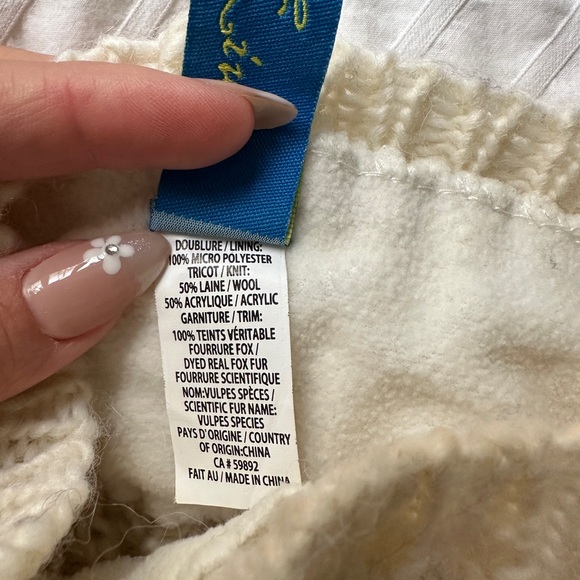 DOUBLURE / LINING:
100% MICRO POLYESTER
TRICOT / KNIT:
50% LAINE / WOOL
50% ACRYLIQUE / ACRYLIC
GARNITURE / TRIM:
100% TEINTS VÉRITABLE
FOURRURE FOX /
DYED REAL FOX FUR
FOURRURE SCIENTIFIQUE
NOM:VULPES SPÈCES /
SCIENTIFIC FUR NAME:
VULPES SPECIES
PAYS D'ORIGINE / COUNTRY
OF ORIGIN:CHINA
CA # 59892
FAIT AU / MADE IN CHINA